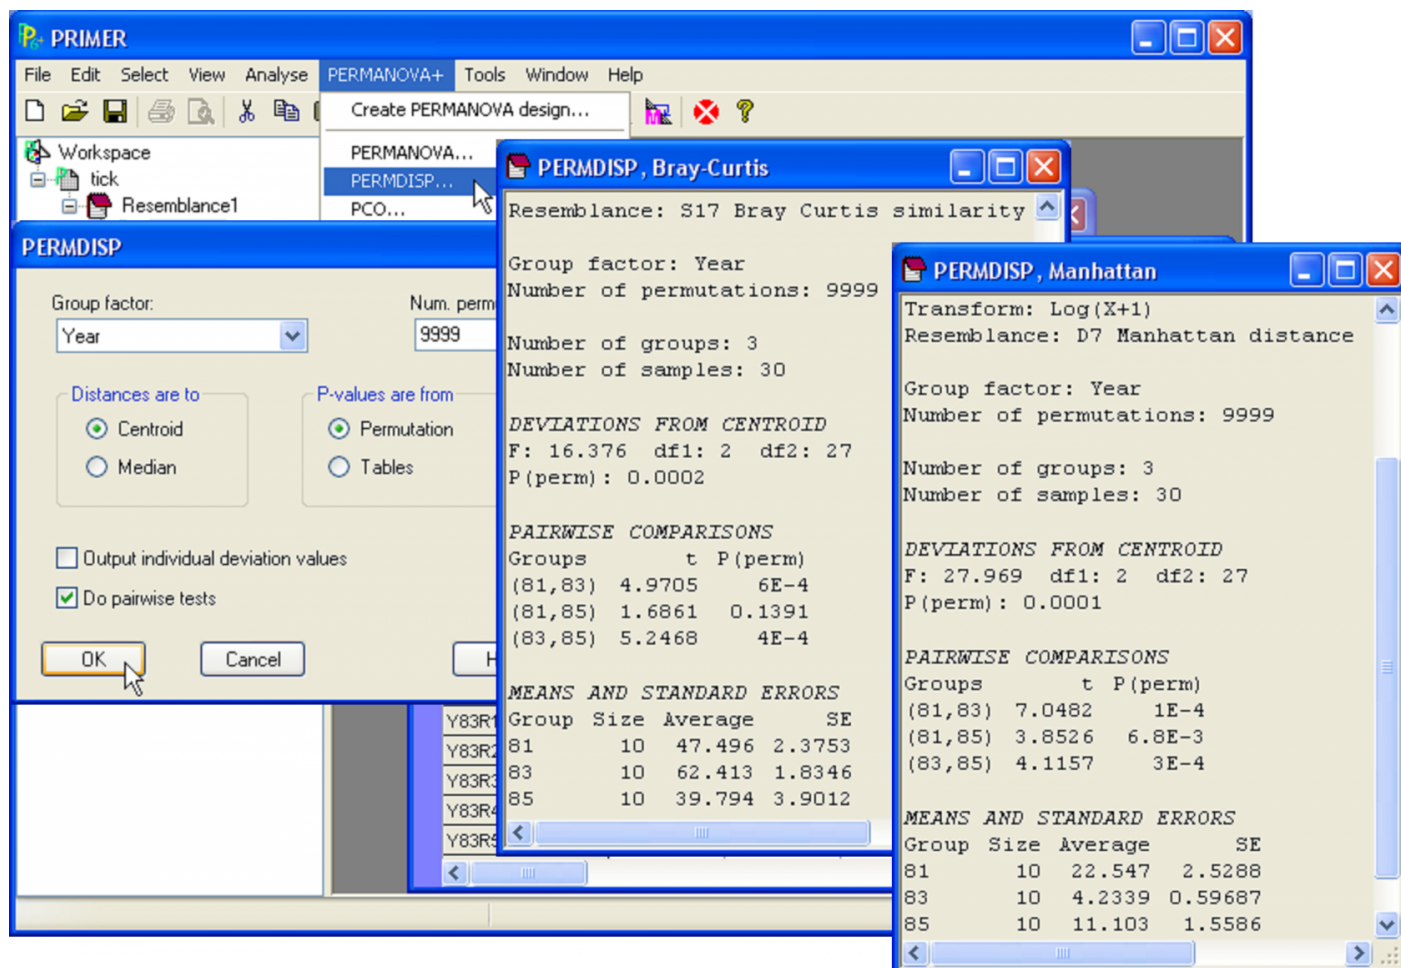 PRIMER
File Edit Select View Analyse PERMANOVA+ Tools Window Help
Create PERMANOVA design...
PERMANOVA...
PERMDISP...
PCO...
Workspace
tick
Resemblance1
PERMDISP
Group factor:
Num. perm
Year
9999
Distances are to
Centroid
Median
P-values are from
Permutation
Tables
Output individual deviation values
Do pairwise tests
OK
Cancel
H
Y83R1
Y83R2
Y83R3
Y83R4
Y83R5
PERMDISP, Bray-Curtis
Resemblance: S17 Bray Curtis similarity
Group factor: Year
Number of permutations: 9999
Number of groups: 3
Number of samples: 30
DEVIATIONS FROM CENTROID
F: 16.376 df1: 2 df2: 27
P(perm): 0.0002
PAIRWISE COMPARISONS
Groups t P(perm)
(81,83) 4.9705 6E-4
(81,85) 1.6861 0.1391
(83,85) 5.2468 4E-4
MEANS AND STANDARD ERRORS
Group Size Average SE
81 10 47.496 2.3753
83 10 62.413 1.8346
85 10 39.794 3.9012
PERMDISP, Manhattan
Transform: Log(X+1)
Resemblance: D7 Manhattan distance
Group factor: Year
Number of permutations: 9999
Number of groups: 3
Number of samples: 30
DEVIATIONS FROM CENTROID
F: 27.969 df1: 2 df2: 27
P(perm): 0.0001
PAIRWISE COMPARISONS
Groups t P(perm)
(81,83) 7.0482 1E-4
(81,85) 3.8526 6.8E-3
(83,85) 4.1157 3E-4
MEANS AND STANDARD ERRORS
Group Size Average SE
81 10 22.547 2.5288
83 10 4.2339 0.59687
85 10 11.103 1.5586